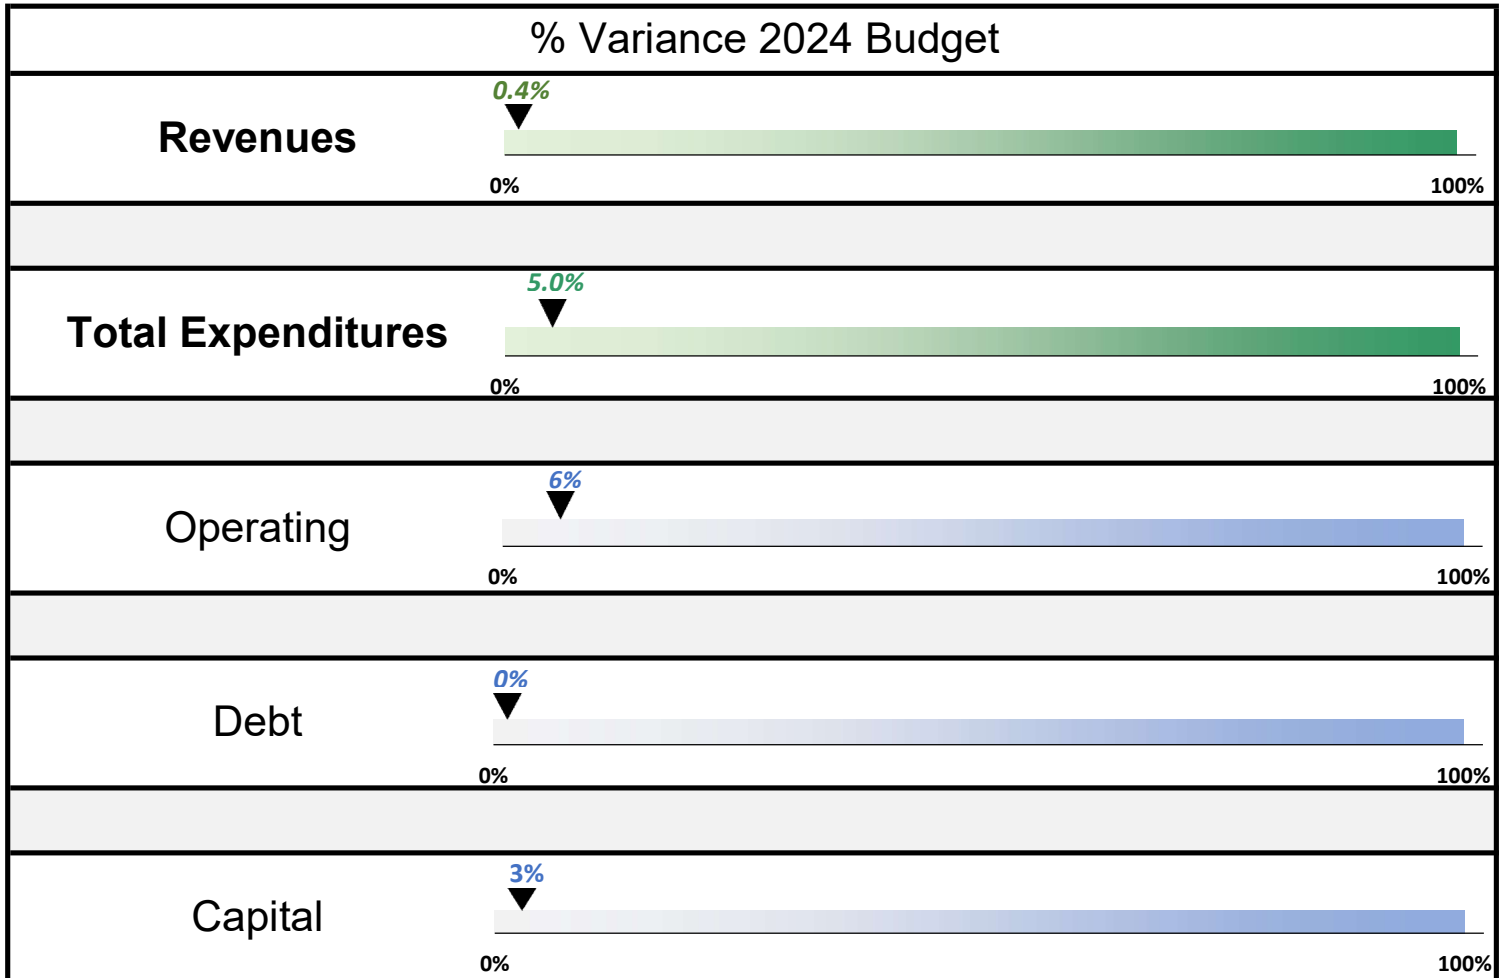 % Variance 2024 Budget
0.4%
Revenues
0% 100%
5.0%
Total Expenditures
0% 100%
6%
Operating
0% 100%
0%
Debt
0% 100%
3%
Capital
0% 100%